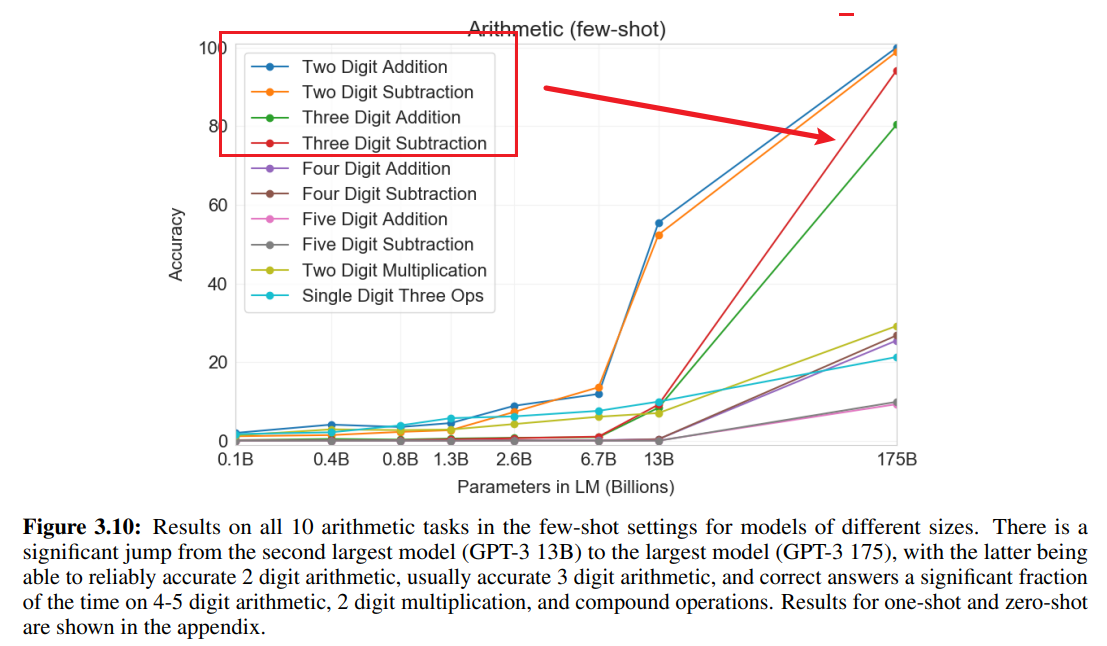 Arithmetic (few-shot)
100
80
60
40
20
0
Accuracy
Two Digit Addition
Two Digit Subtraction
Three Digit Addition
Three Digit Subtraction
Four Digit Addition
Four Digit Subtraction
Five Digit Addition
Five Digit Subtraction
Two Digit Multiplication
Single Digit Three Ops
0.1B 0.4B 0.8B 1.3B 2.6B 6.7B 13B 175B
Parameters in LM (Billions)
Figure 3.10: Results on all 10 arithmetic tasks in the few-shot settings for models of different sizes. There is a
significant jump from the second largest model (GPT-3 13B) to the largest model (GPT-3 175), with the latter being
able to reliably accurate 2 digit arithmetic, usually accurate 3 digit arithmetic, and correct answers a significant fraction
of the time on 4-5 digit arithmetic, 2 digit multiplication, and compound operations. Results for one-shot and zero-shot
are shown in the appendix.